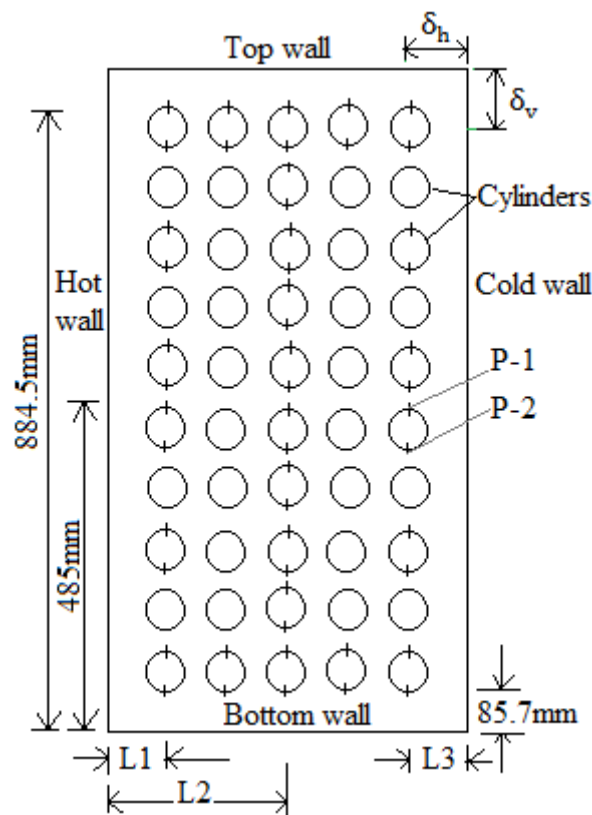 Top wall
δh
δv
Cylinders
Hot
wall
Cold wall
P-1
P-2
884.5mm
485mm
Bottom wall
85.7mm
L1
L3
L2